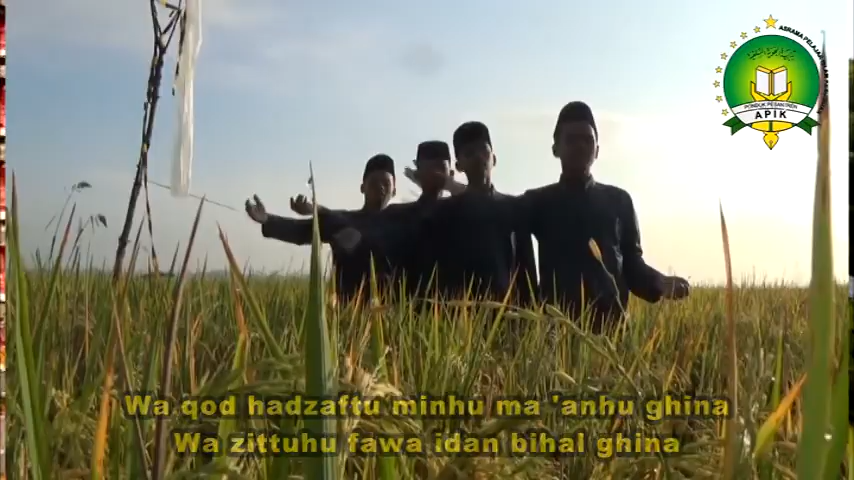 PONDOK PESANTREN
APIK
Wa qod hadzaftu minhu ma 'anhu ghina
Wa zittuhu fawa idan bihal ghina